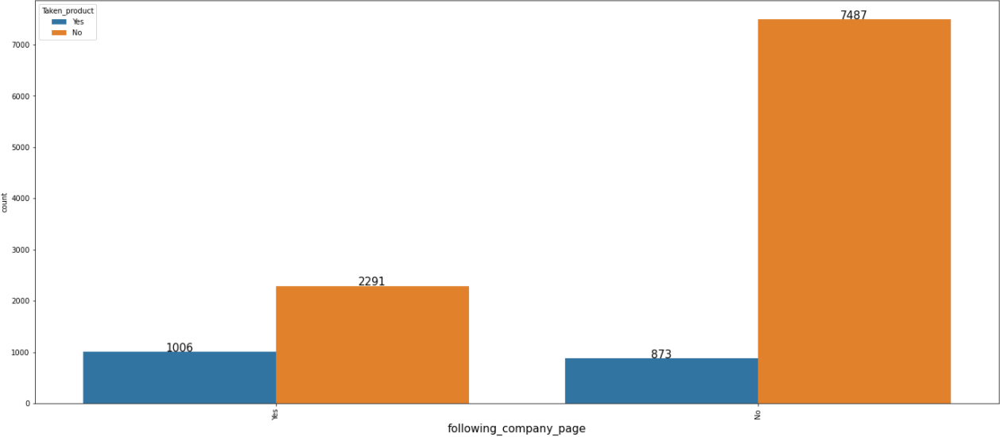 Taken_product
Yes
No
7487
2291
1006
873
7000
6000
5000
4000
3000
2000
1000
0
count
Yes
No
following_company_page